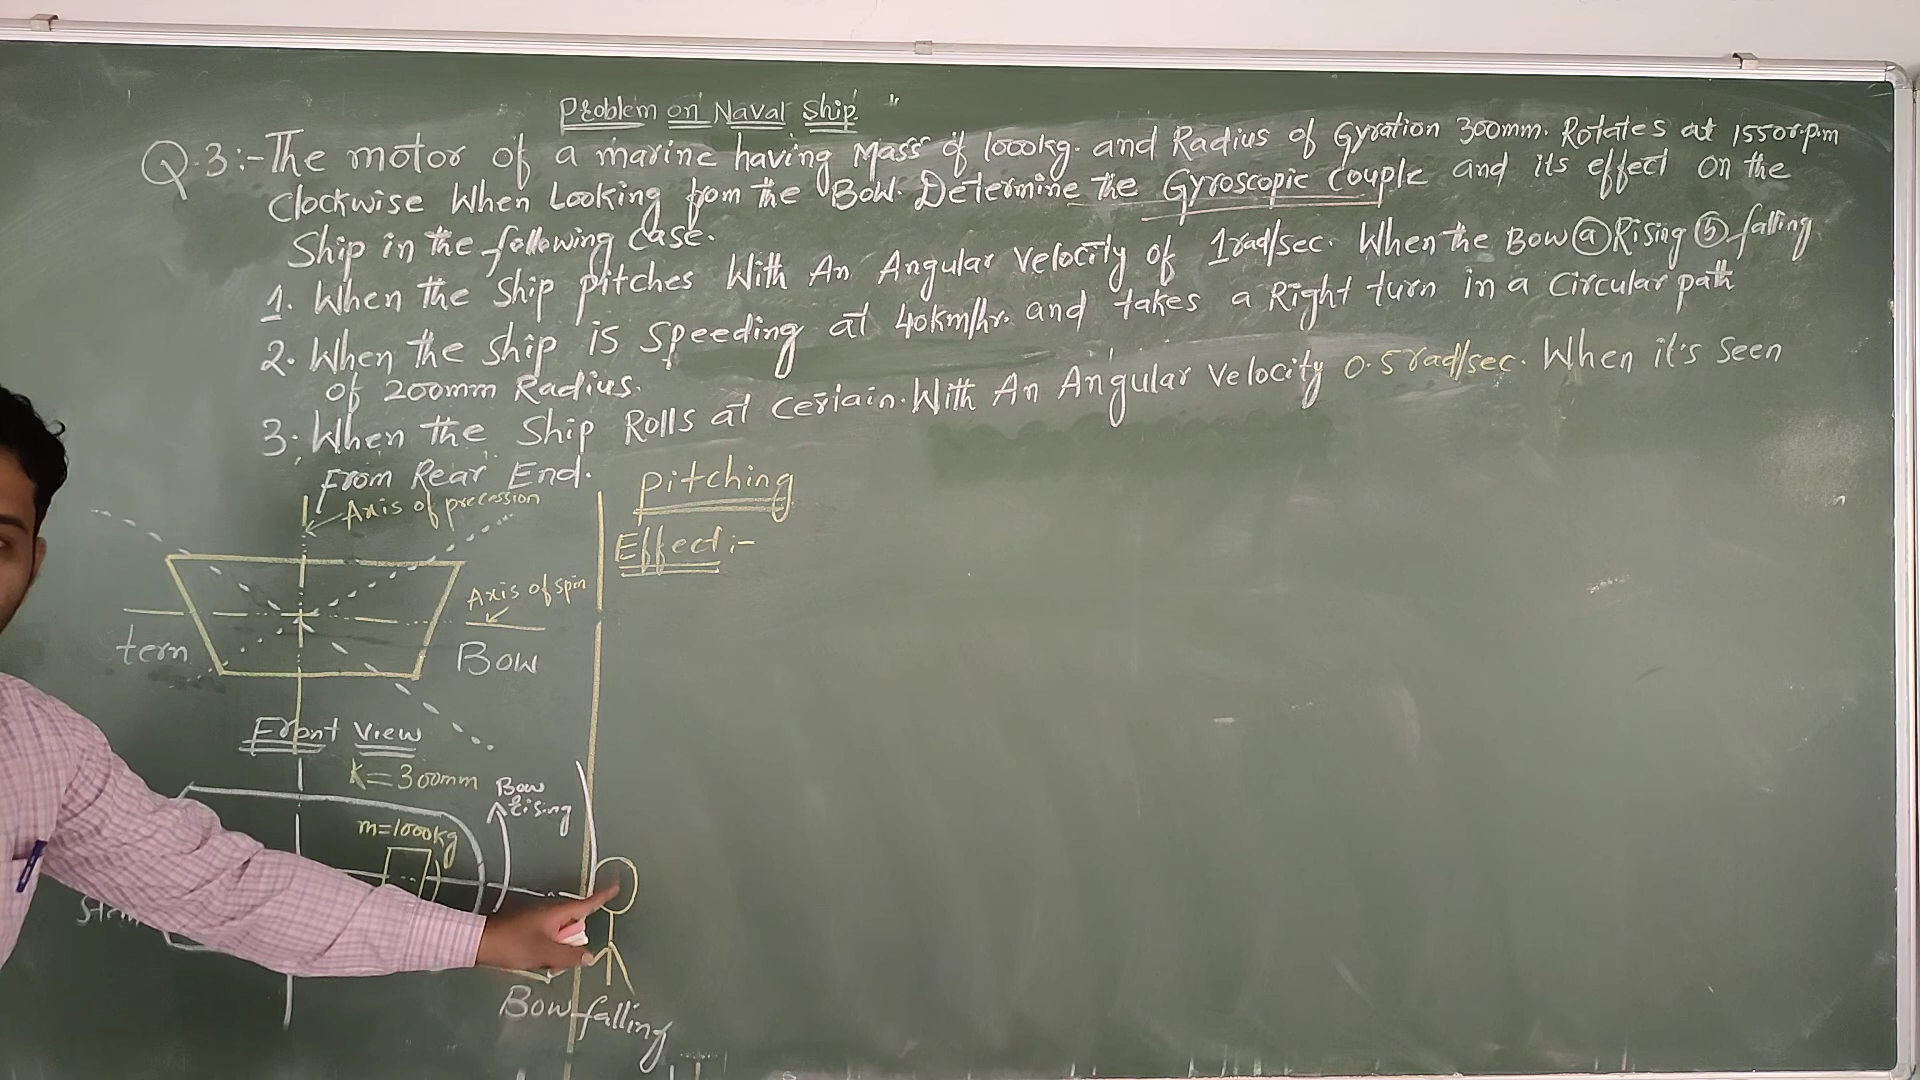 Problem on Naval Ship "
Q.3:- The motor of a marine having Mass of 1000kg. and Radius of Gyration 300mm. Rotates at 1550r.p.m
Clockwise When Looking from the Bow. Determine the Gyroscopic Couple and its effect on the
Ship in the following case.
1. When the Ship pitches With An Angular Velocity of 1rad/sec. When the Bow ⓐ Rising ⓑ falling
2. When the Ship is Speeding at 40km/hr. and takes a Right turn in a Circular path
of 200mm Radius.
3. When the Ship Rolls at Certain. With An Angular Velocity 0.5 rad/sec. When it's Seen
From Rear End.
Axis of precession
Pitching
Effect:-
Axis of Spin
tern
Bow
Front View
K=300mm
Bow
Rising
m=1000kg
Stern
Bow falling